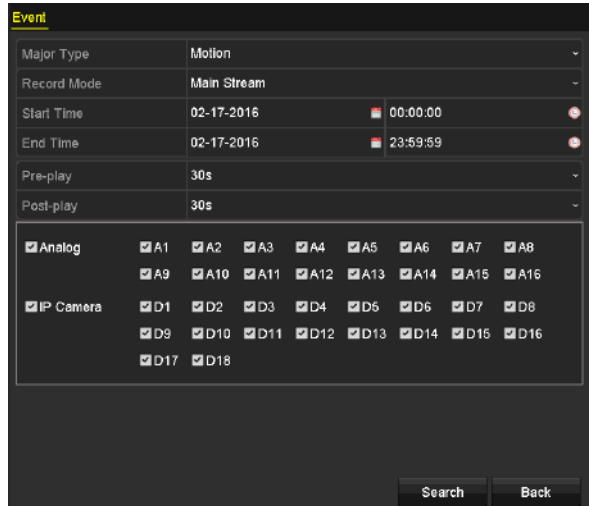 Event
Major Type Motion
Record Mode Main Stream
Start Time 02-17-2016 00:00:00
End Time 02-17-2016 23:59:59
Pre-play 30s
Post-play 30s
Analog A1 A2 A3 A4 A5 A6 A7 A8
A9 A10 A11 A12 A13 A14 A15 A16
IP Camera D1 D2 D3 D4 D5 D6 D7 D8
D9 D10 D11 D12 D13 D14 D15 D16
D17 D18
Search Back